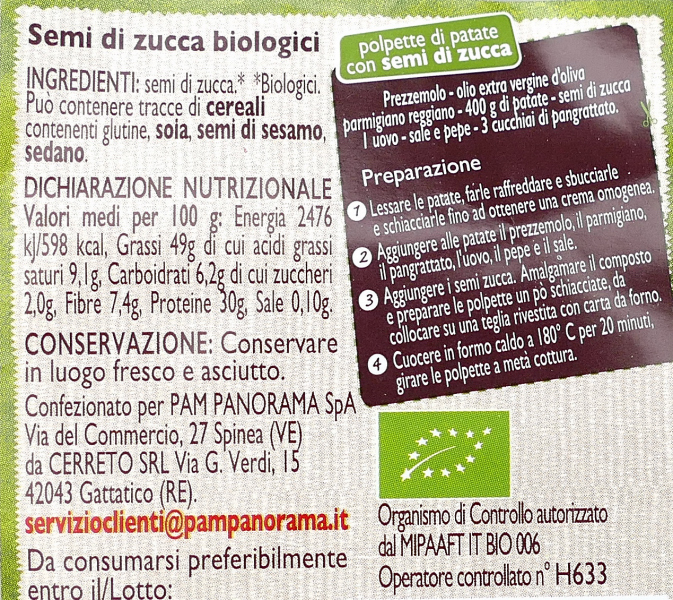 Semi di zucca biologici
INGREDIENTI: semi di zucca.* *Biologici.
Può contenere tracce di cereali
contenenti glutine, soia, semi di sesamo,
sedano.
DICHIARAZIONE NUTRIZIONALE
Valori medi per 100 g: Energia 2476
kJ/598 kcal, Grassi 49g di cui acidi grassi
saturi 9,1g, Carboidrati 6,2g di cui zuccheri
2,0g, Fibre 7,4g, Proteine 30g, Sale 0,10g.
CONSERVAZIONE: Conservare
in luogo fresco e asciutto.
Confezionato per PAM PANORAMA SpA
Via del Commercio, 27 Spinea (VE)
da CERRETO SRL Via G. Verdi, 15
42043 Gattatico (RE).
servizioclienti@pampanorama.it
Da consumarsi preferibilmente
entro il/Lotto:
polpette di patate
con semi di zucca
Prezzemolo - olio extra vergine d'oliva
parmigiano reggiano - 400 g di patate - semi di zucca
1 uovo - sale e pepe - 3 cucchiai di pangrattato.
Preparazione
1 Lessare le patate, farle raffreddare e sbucciarle
e schiacciarle fino ad ottenere una crema omogenea.
2 Aggiungere alle patate il prezzemolo, il parmigiano,
il pangrattato, l'uovo, il pepe e il sale.
3 Aggiungere i semi zucca. Amalgamare il composto
e preparare le polpette un pò schiacciate, da
collocare su una teglia rivestita con carta da forno.
4 Cuocere in formo caldo a 180° C per 20 minuti,
girare le polpette a metà cottura.
Organismo di Controllo autorizzato
dal MIPAAFT IT BIO 006
Operatore controllato n° H633